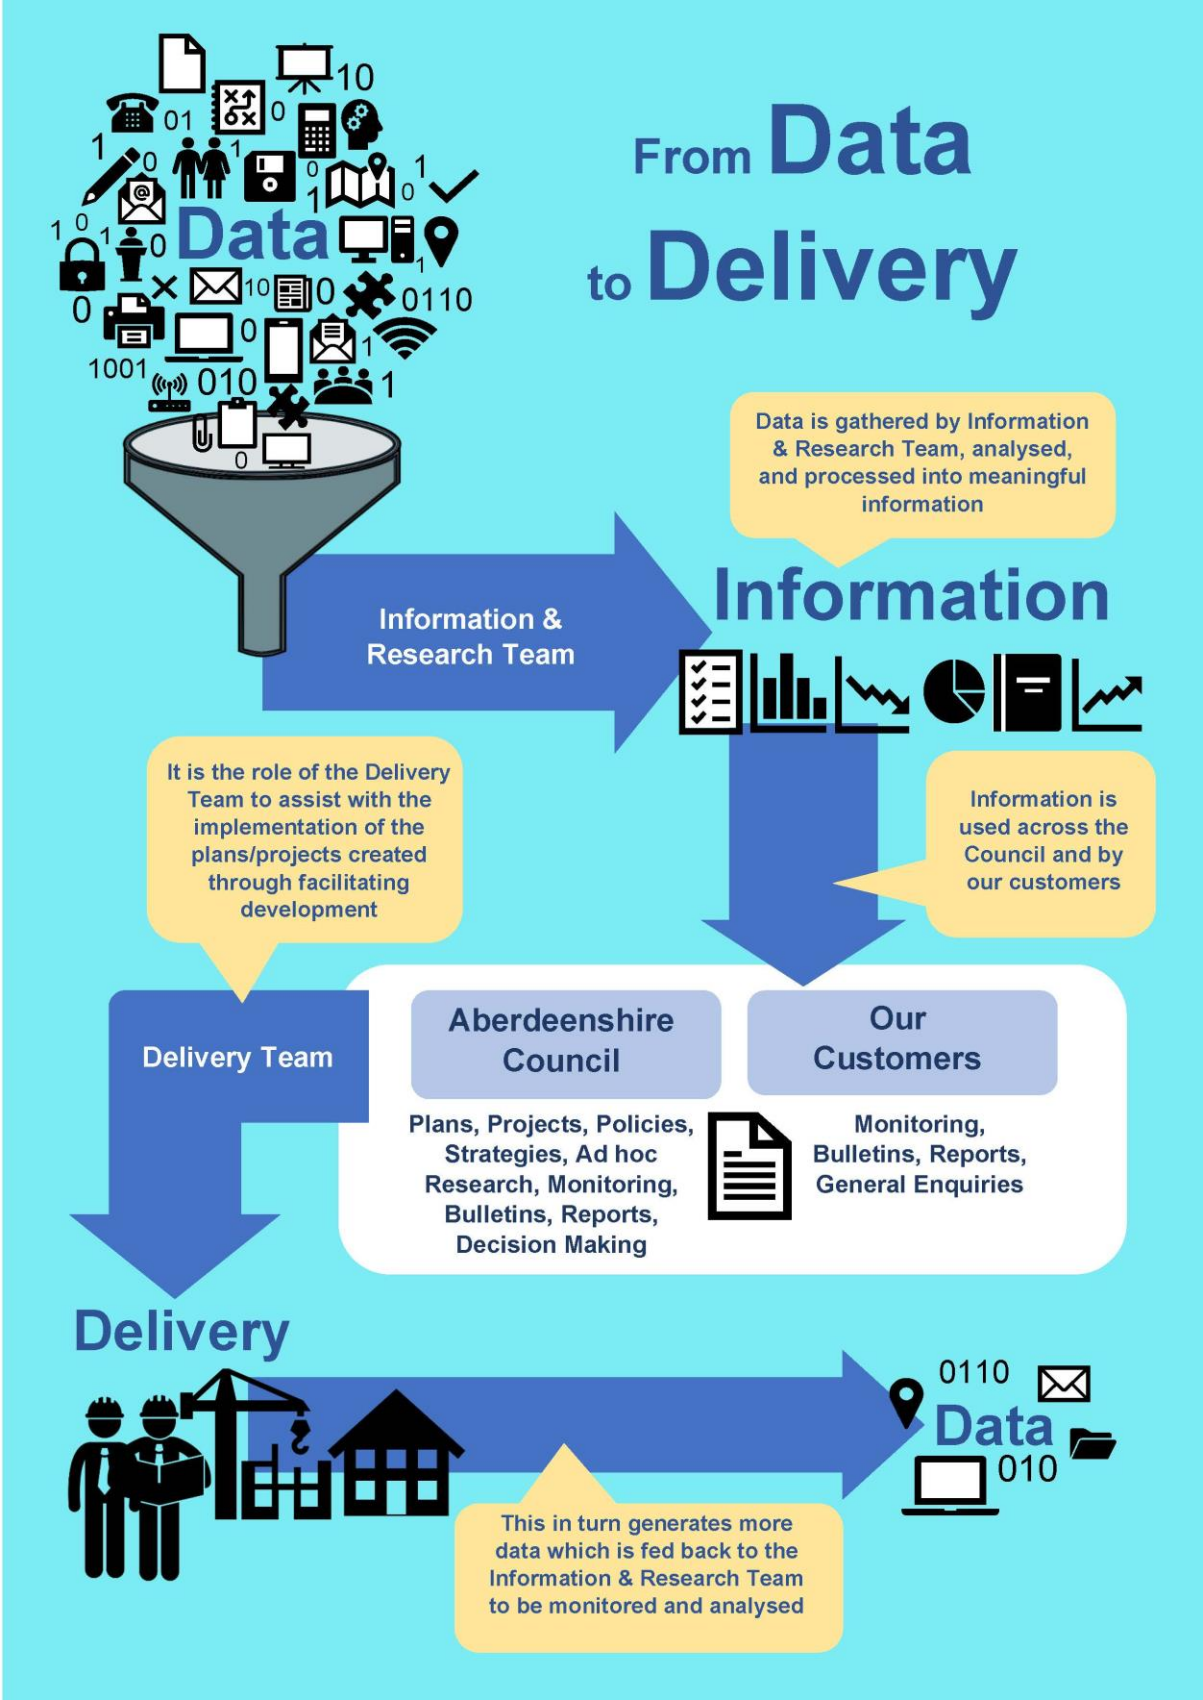 From Data
to Delivery
10
01
0
1
0
1
0
1
1
0
Data
1
0
1
0
1
10
0
0110
0
0
1
1001
010
1
0
Data is gathered by Information
& Research Team, analysed,
and processed into meaningful
information
Information &
Research Team
Information
It is the role of the Delivery
Team to assist with the
implementation of the
plans/projects created
through facilitating
development
Information is
used across the
Council and by
our customers
Delivery Team
Aberdeenshire
Council
Plans, Projects, Policies,
Strategies, Ad hoc
Research, Monitoring,
Bulletins, Reports,
Decision Making
Our
Customers
Monitoring,
Bulletins, Reports,
General Enquiries
Delivery
0110
Data
010
This in turn generates more
data which is fed back to the
Information & Research Team
to be monitored and analysed